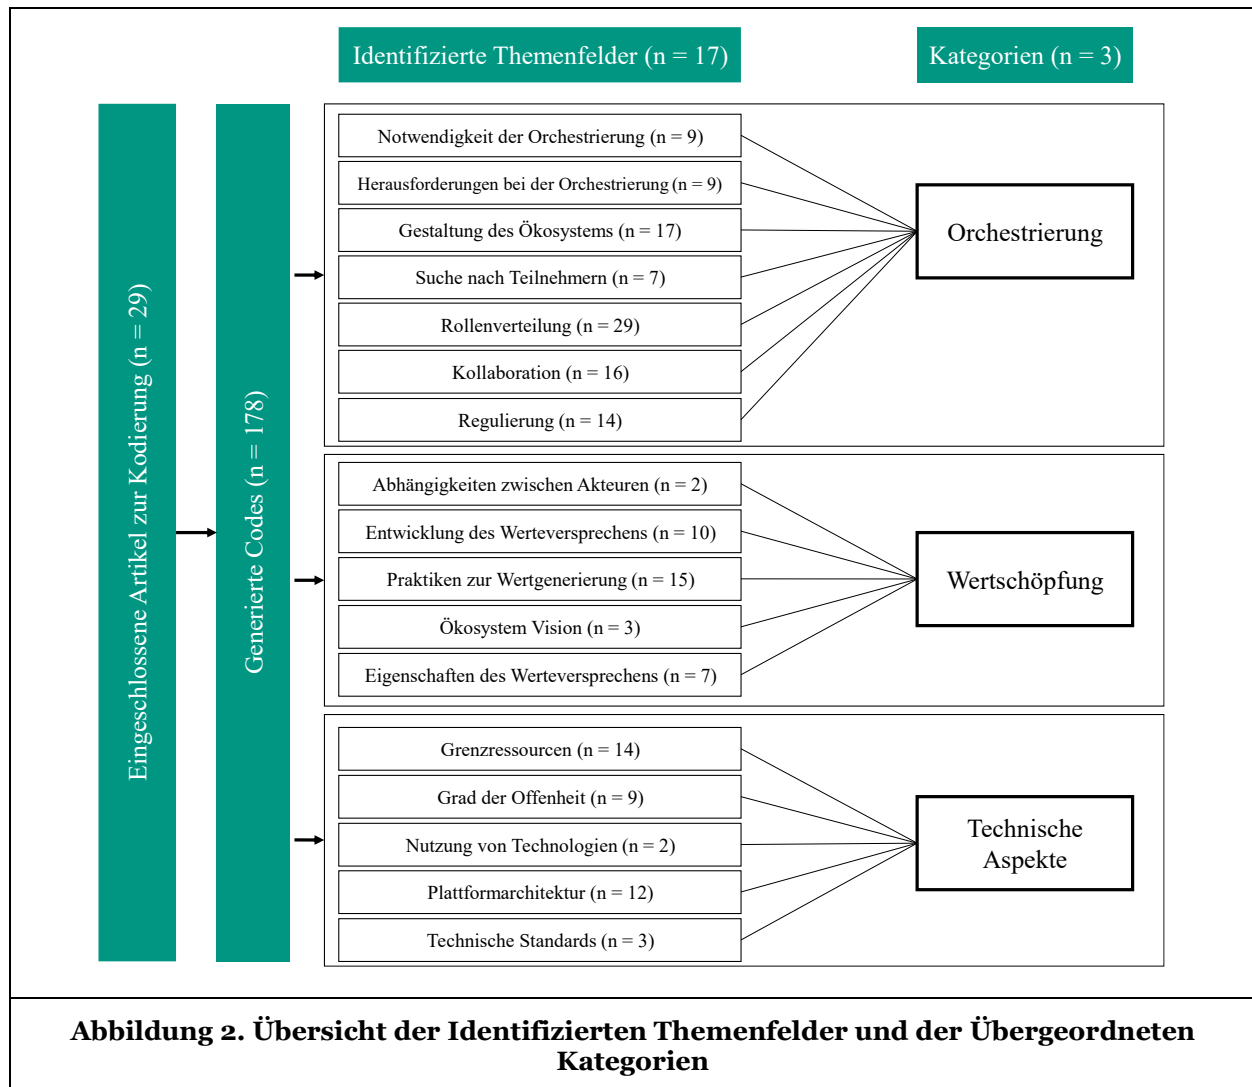 Identifizierte Themenfelder (n = 17)
Kategorien (n = 3)
Eingeschlossene Artikel zur Kodierung (n = 29)
Generierte Codes (n = 178)
Notwendigkeit der Orchestrierung (n = 9)
Herausforderungen bei der Orchestrierung (n = 9)
Gestaltung des Ökosystems (n = 17)
Suche nach Teilnehmern (n = 7)
Rollenverteilung (n = 29)
Kollaboration (n = 16)
Regulierung (n = 14)
Orchestrierung
Abhängigkeiten zwischen Akteuren (n = 2)
Entwicklung des Werteversprechens (n = 10)
Praktiken zur Wertgenerierung (n = 15)
Ökosystem Vision (n = 3)
Eigenschaften des Werteversprechens (n = 7)
Wertschöpfung
Grenzressourcen (n = 14)
Grad der Offenheit (n = 9)
Nutzung von Technologien (n = 2)
Plattformarchitektur (n = 12)
Technische Standards (n = 3)
Technische
Aspekte
Abbildung 2. Übersicht der Identifizierten Themenfelder und der Übergeordneten
Kategorien